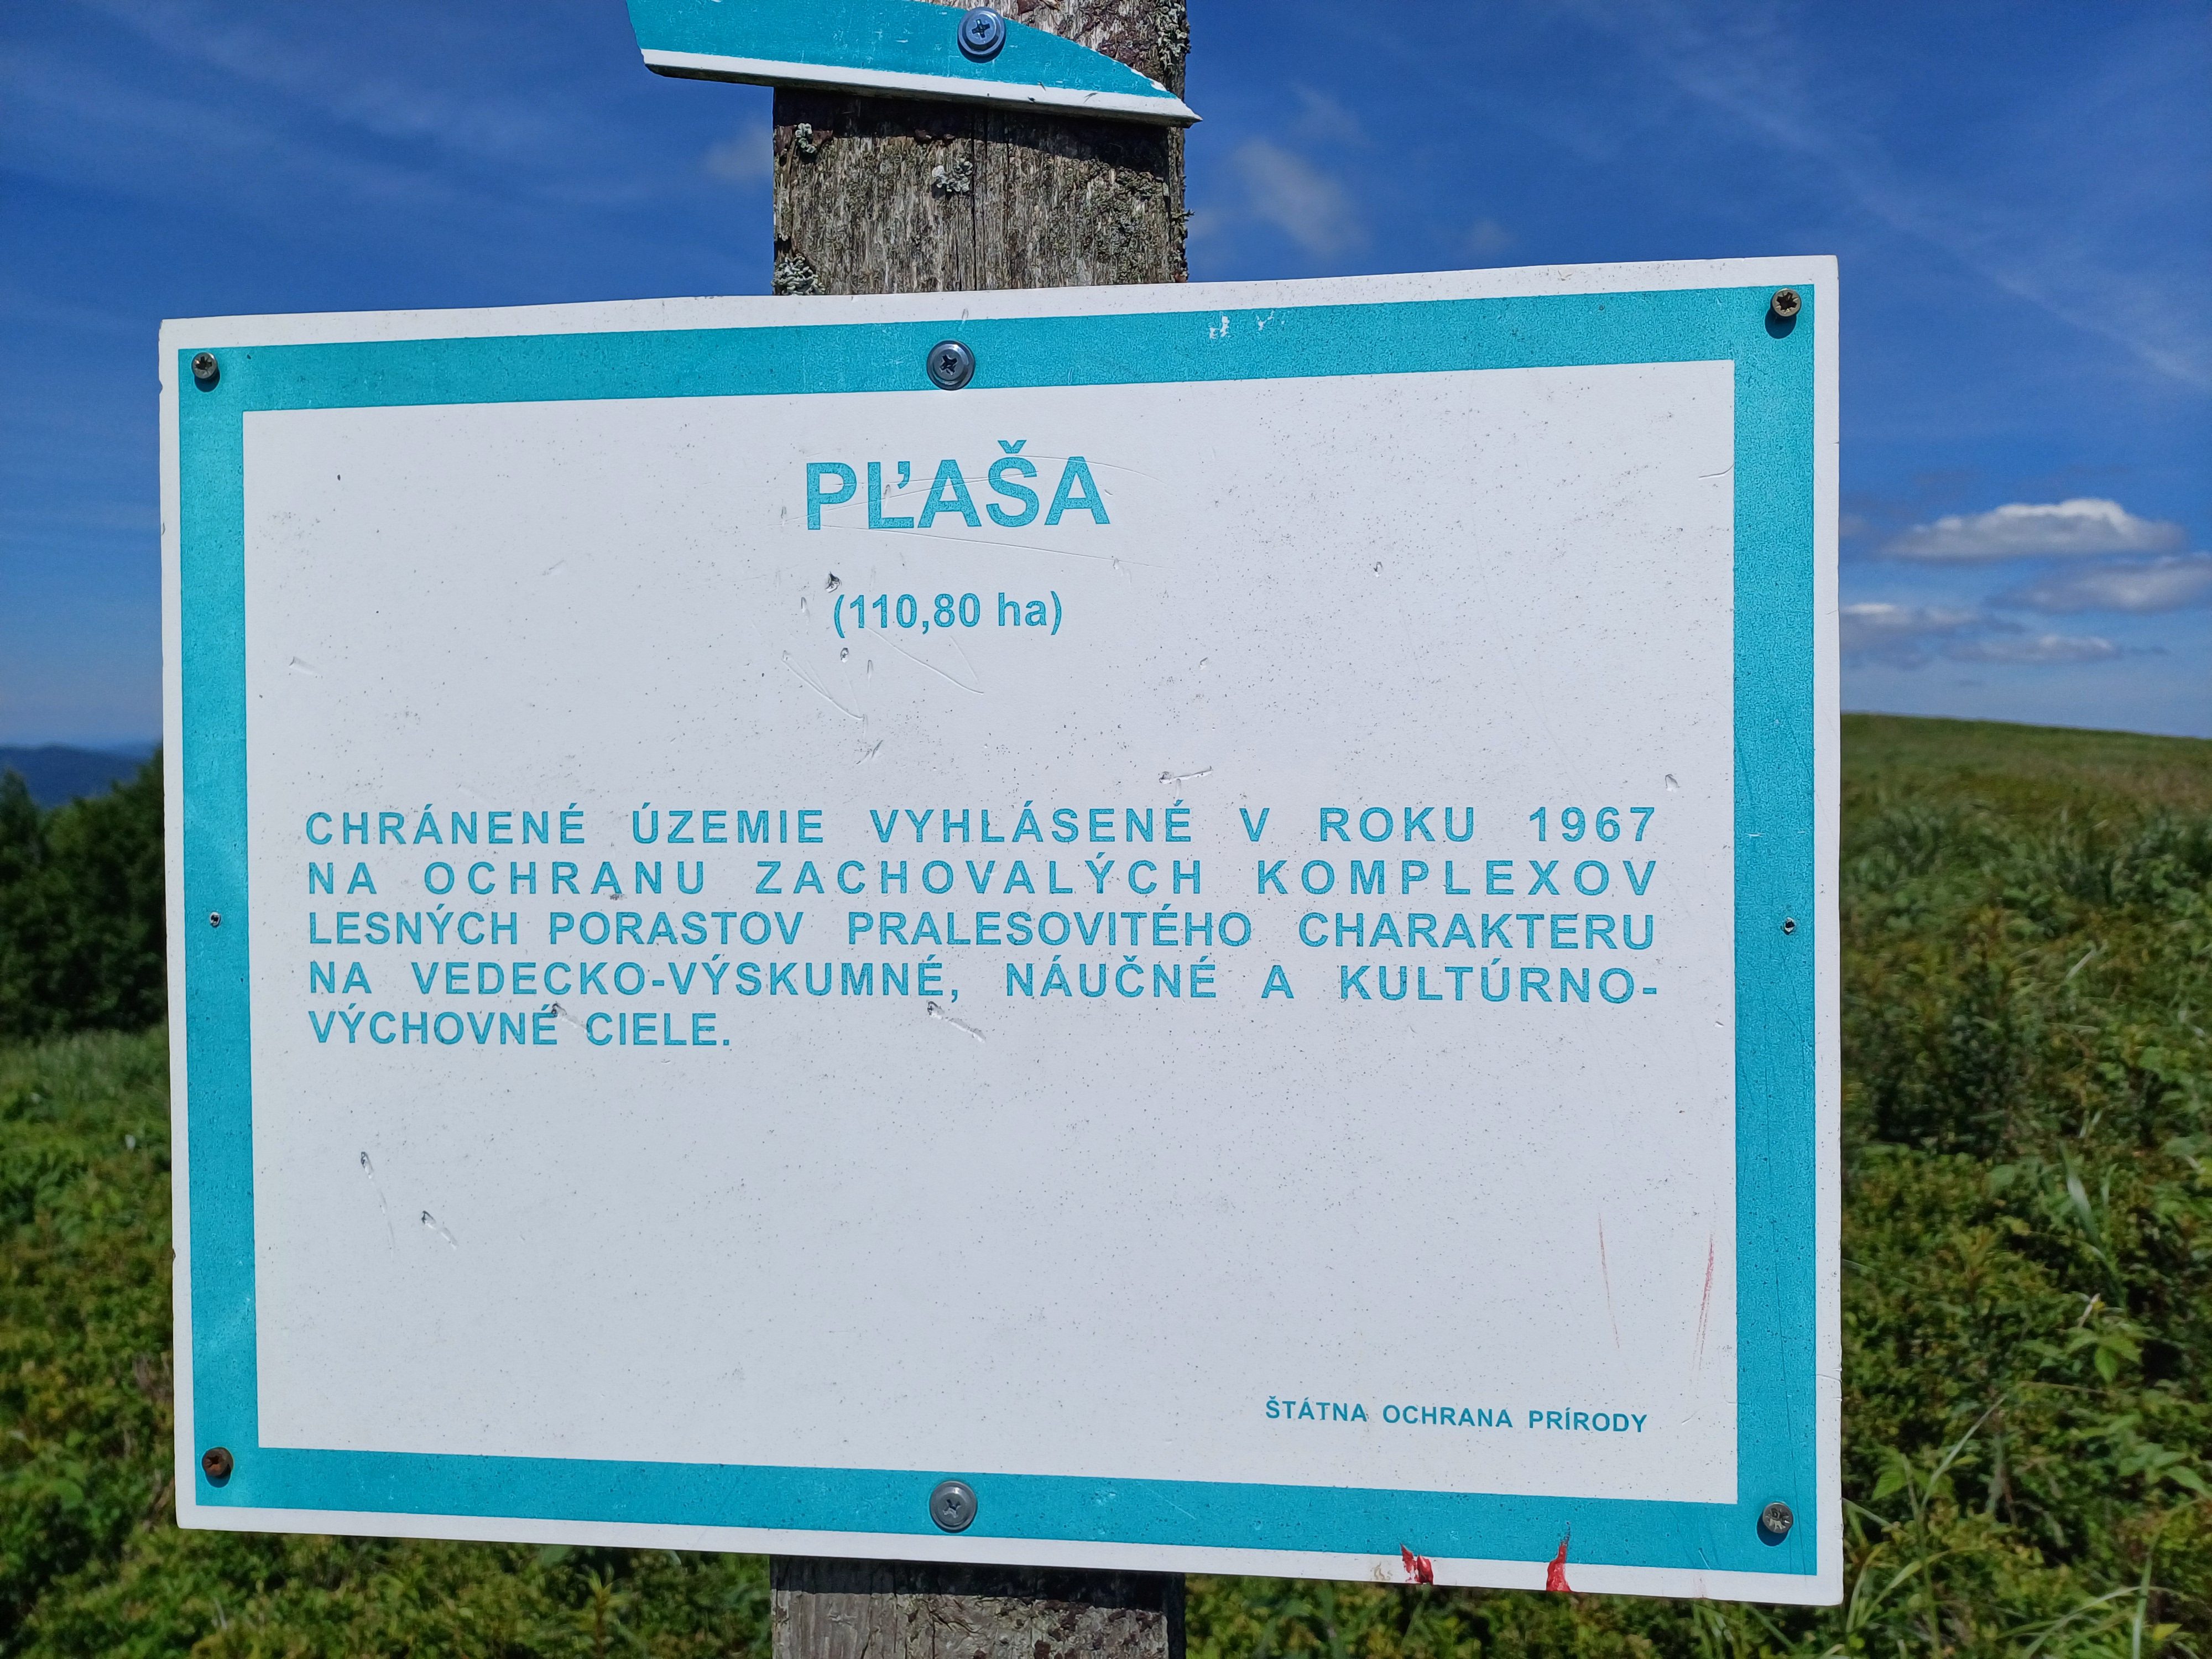 PĽAŠA
(110,80 ha)
CHRÁNENÉ ÚZEMIE VYHLÁSENÉ V ROKU 1967
NA OCHRANU ZACHOVALÝCH KOMPLEXOV
LESNÝCH PORASTOV PRALESOVITÉHO CHARAKTERU
NA VEDECKO-VÝSKUMNÉ, NÁUČNÉ A KULTÚRNO-
VÝCHOVNÉ CIELE.
ŠTÁTNA OCHRANA PRÍRODY